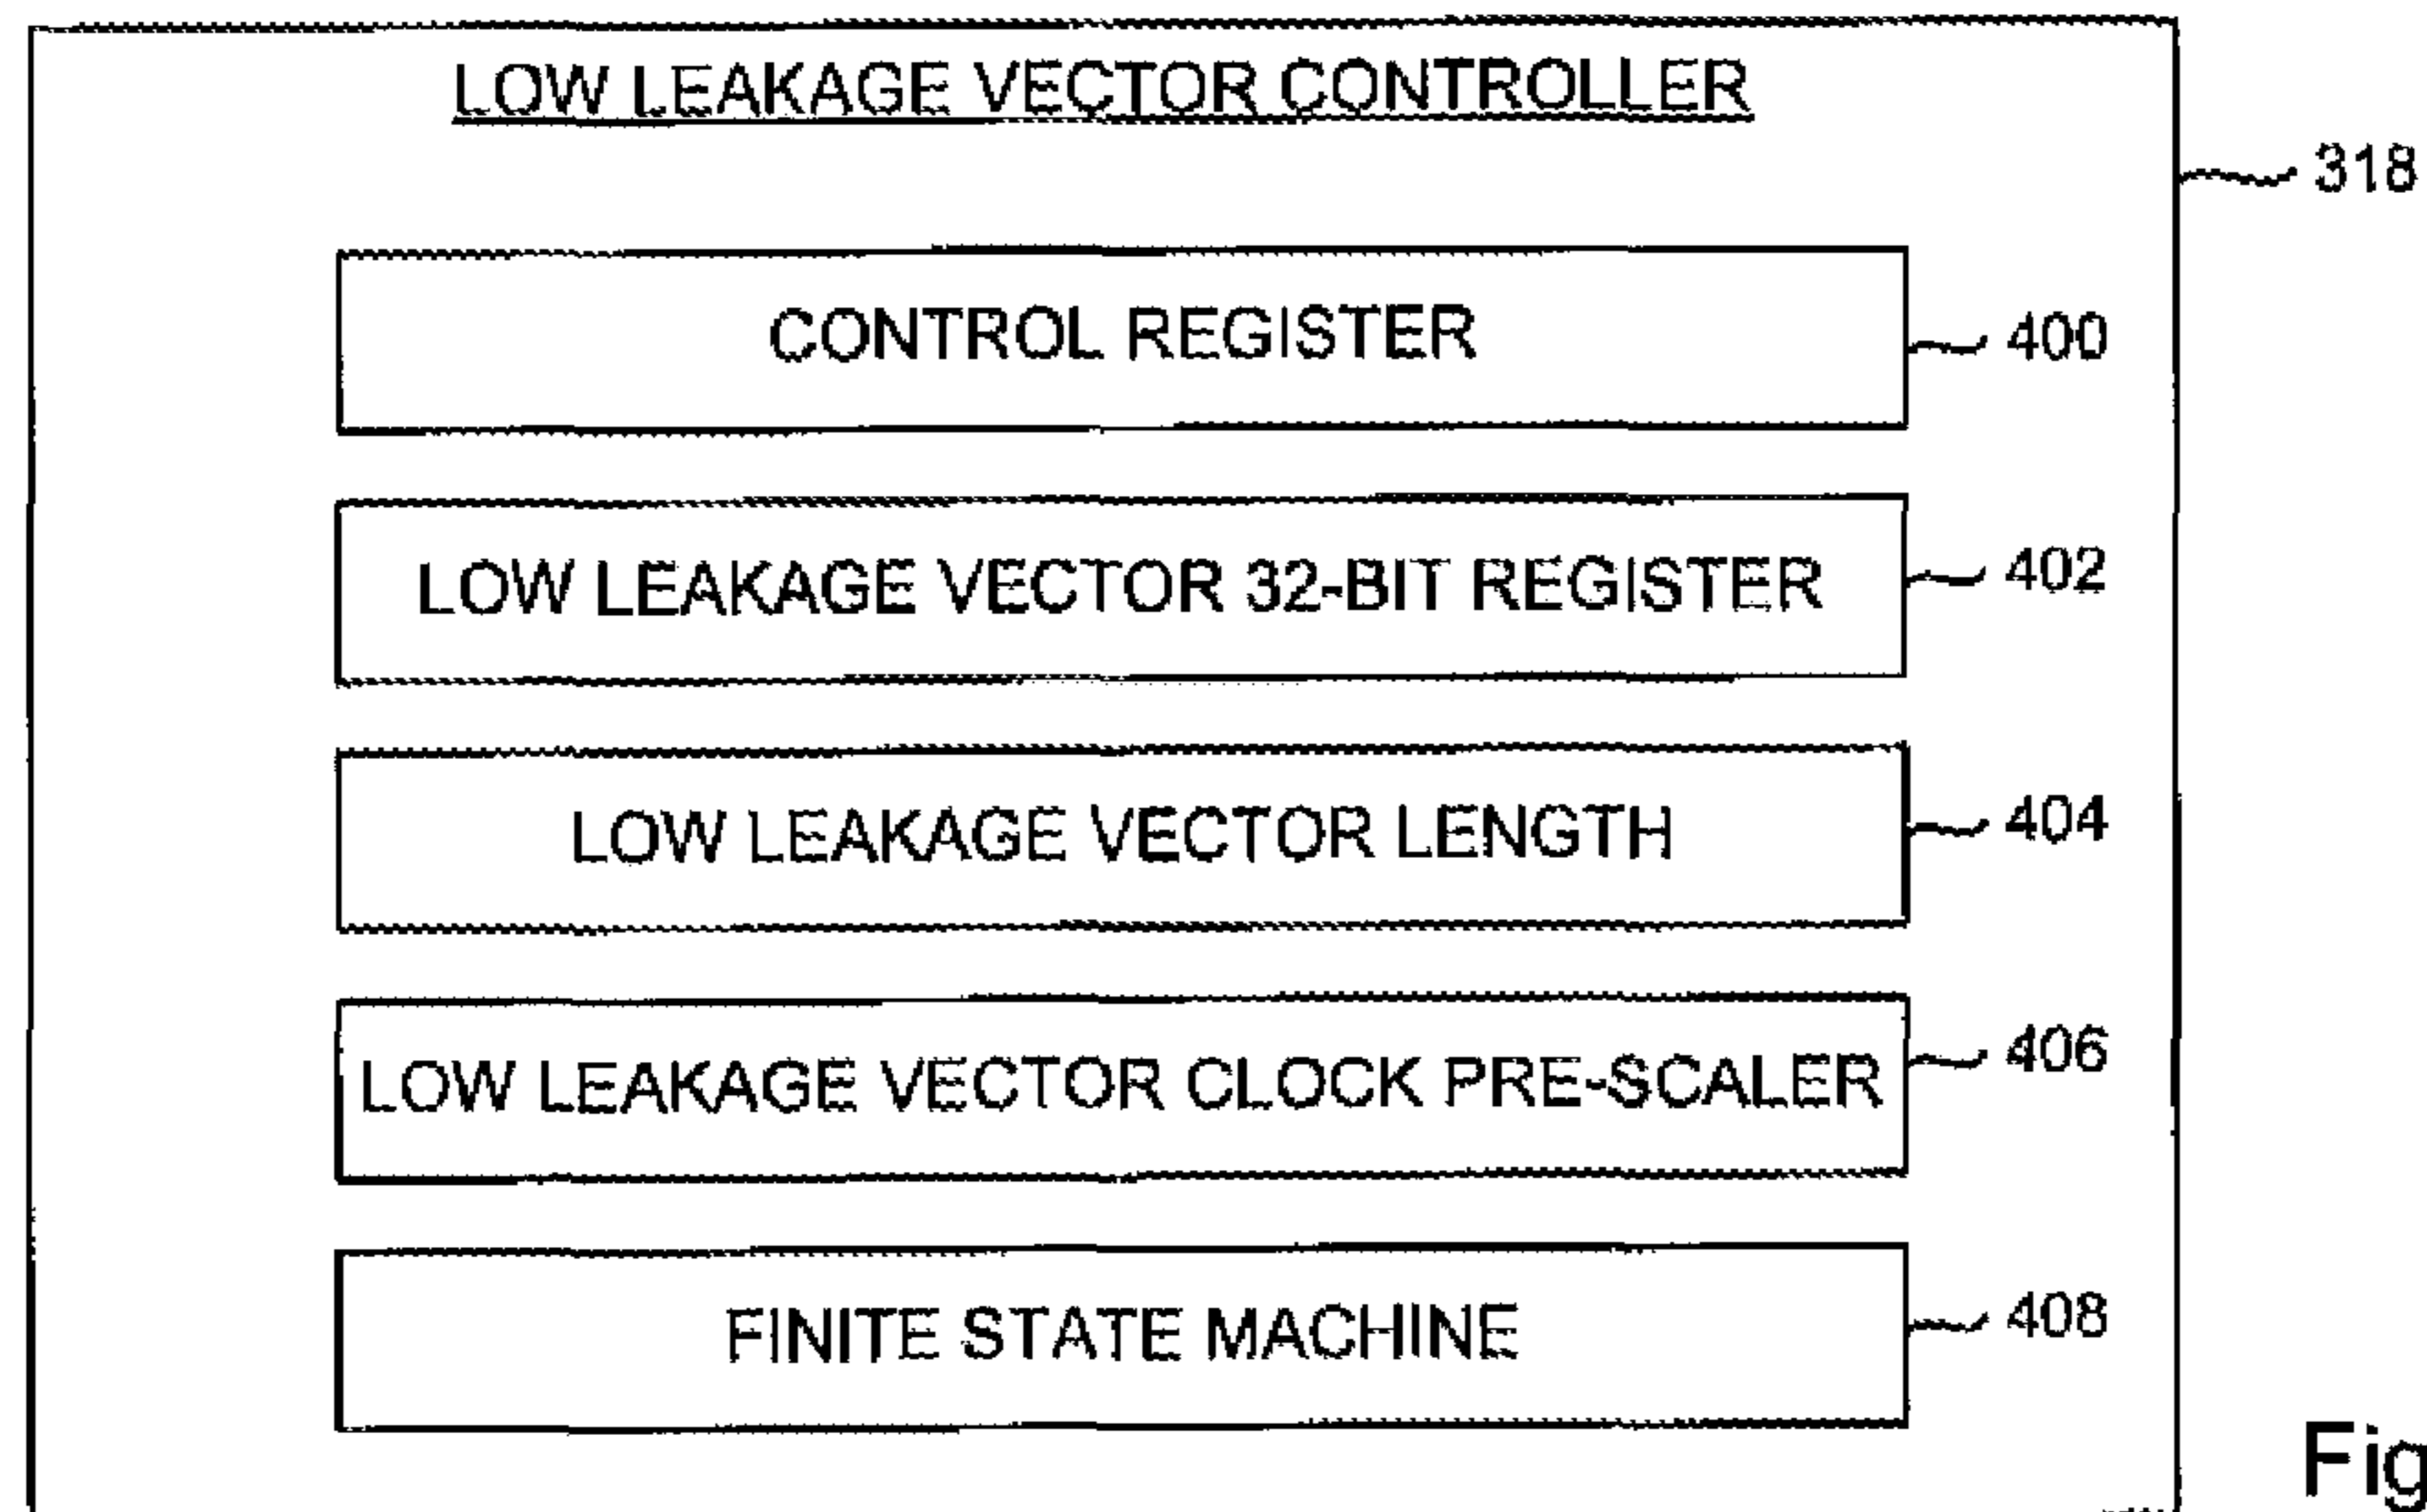 LOW LEAKAGE VECTOR CONTROLLER
318
CONTROL REGISTER
400
LOW LEAKAGE VECTOR 32-BIT REGISTER
402
LOW LEAKAGE VECTOR LENGTH
404
LOW LEAKAGE VECTOR CLOCK PRE-SCALER
406
FINITE STATE MACHINE
408
Fig